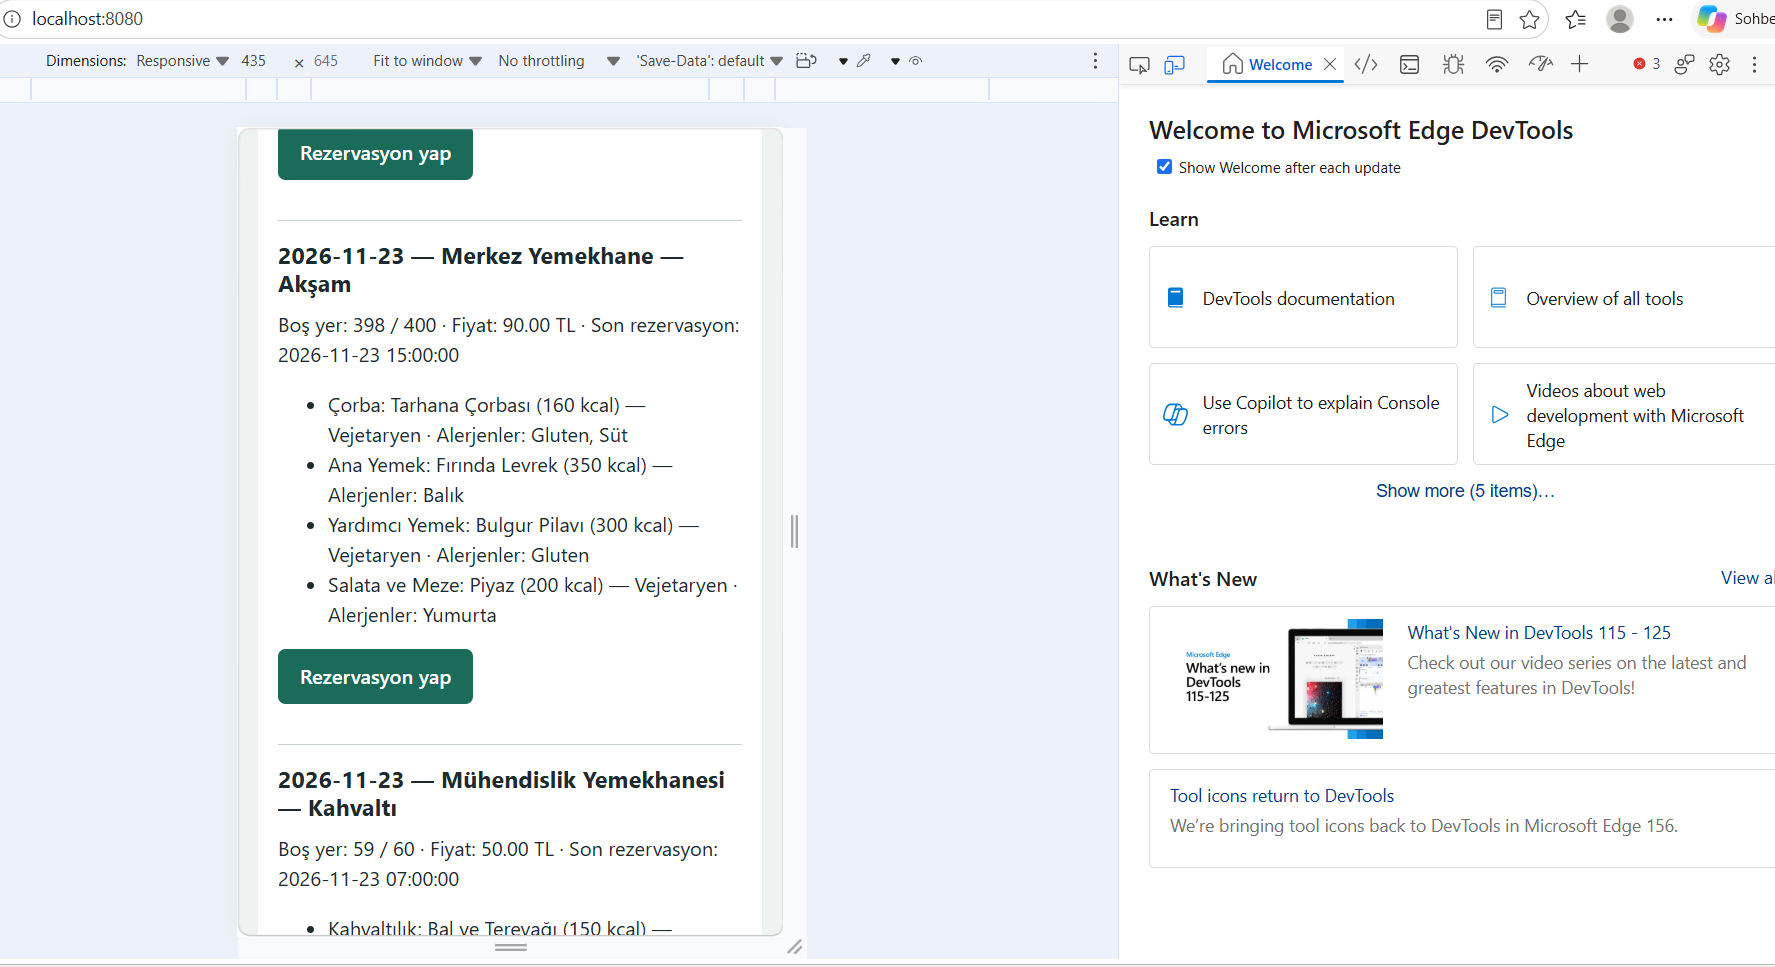 localhost:8080
Sohbe
Dimensions: Responsive 435 × 645 Fit to window No throttling 'Save-Data': default
Welcome
3
Rezervasyon yap
2026-11-23 — Merkez Yemekhane —
Akşam
Boş yer: 398 / 400 · Fiyat: 90.00 TL · Son rezervasyon:
2026-11-23 15:00:00
Çorba: Tarhana Çorbası (160 kcal) —
Vejetaryen · Alerjenler: Gluten, Süt
Ana Yemek: Fırında Levrek (350 kcal) —
Alerjenler: Balık
Yardımcı Yemek: Bulgur Pilavı (300 kcal) —
Vejetaryen · Alerjenler: Gluten
Salata ve Meze: Piyaz (200 kcal) — Vejetaryen ·
Alerjenler: Yumurta
Rezervasyon yap
2026-11-23 — Mühendislik Yemekhanesi
— Kahvaltı
Boş yer: 59 / 60 · Fiyat: 50.00 TL · Son rezervasyon:
2026-11-23 07:00:00
Kahvaltılık: Bal ve Tereyağı (150 kcal) —
Welcome to Microsoft Edge DevTools
Show Welcome after each update
Learn
DevTools documentation
Overview of all tools
Use Copilot to explain Console
errors
Videos about web
development with Microsoft
Edge
Show more (5 items)…
What's New
View al
Microsoft Edge
What's new in
DevTools
115-125
What's New in DevTools 115 - 125
Check out our video series on the latest and
greatest features in DevTools!
Tool icons return to DevTools
We're bringing tool icons back to DevTools in Microsoft Edge 156.